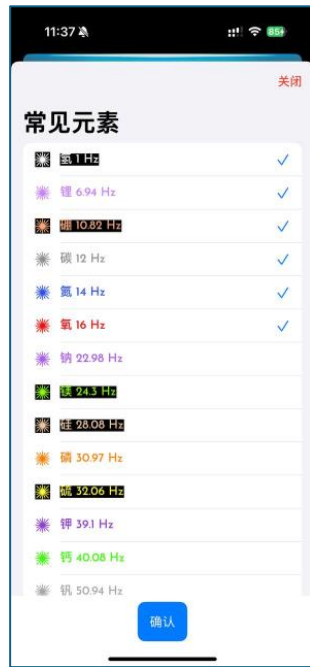 11:37
85
关闭
常见元素
氢 1 Hz
锂 6.94 Hz
硼 10.82 Hz
碳 12 Hz
氮 14 Hz
氧 16 Hz
钠 22.98 Hz
镁 24.3 Hz
硅 28.08 Hz
磷 30.97 Hz
硫 32.06 Hz
钾 39.1 Hz
钙 40.08 Hz
钒 50.94 Hz
确认